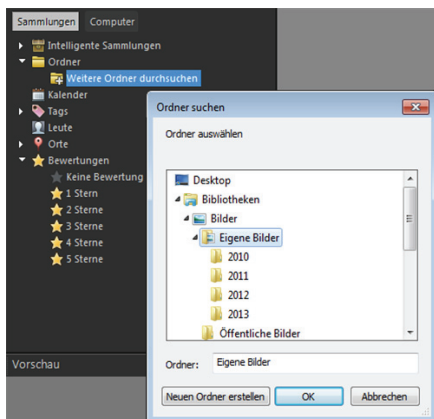 Sammlungen Computer
Intelligente Sammlungen
Ordner
Weitere Ordner durchsuchen
Kalender
Tags
Leute
Orte
Bewertungen
Keine Bewertung
1 Stern
2 Sterne
3 Sterne
4 Sterne
5 Sterne
Vorschau
Ordner suchen
Ordner auswählen
Desktop
Bibliotheken
Bilder
Eigene Bilder
2010
2011
2012
2013
Öffentliche Bilder
Ordner: Eigene Bilder
Neuen Ordner erstellen OK Abbrechen